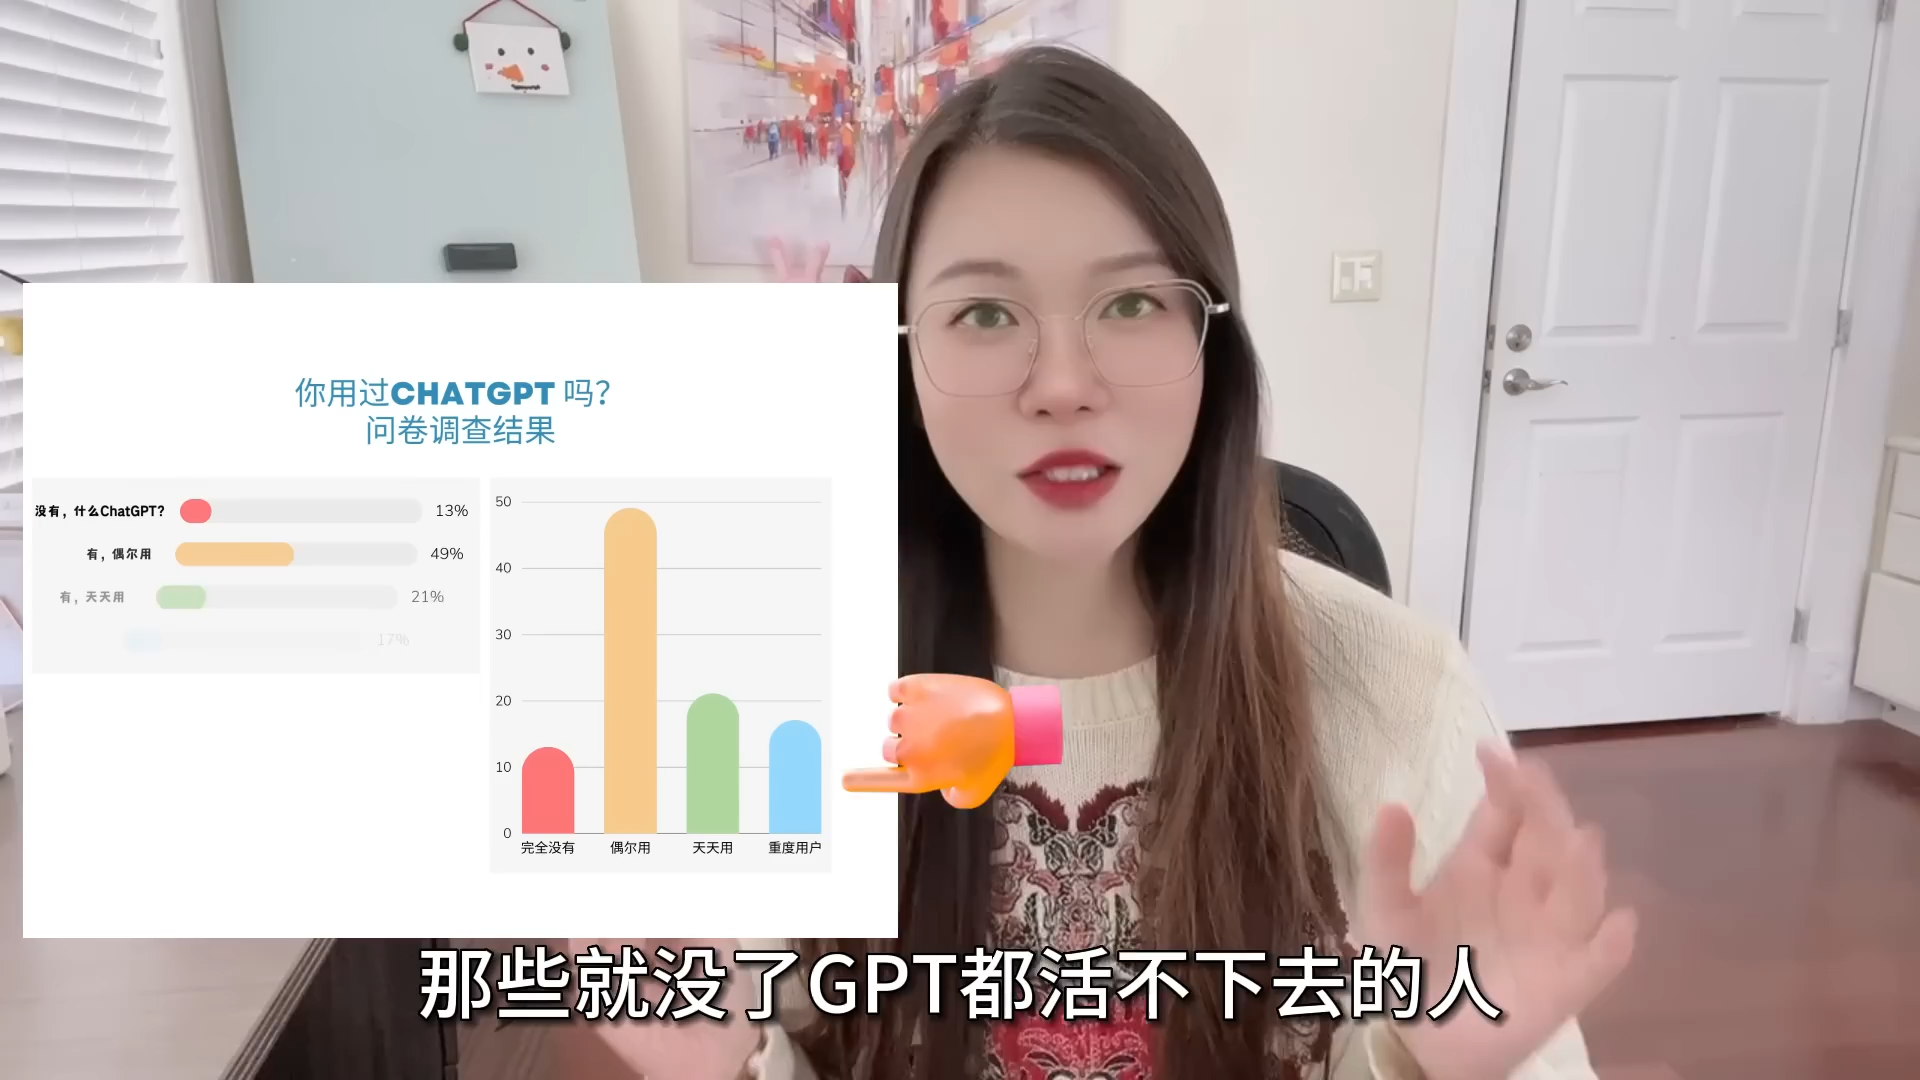 你用过CHATGPT 吗？
问卷调查结果
没有，什么ChatGPT？ 13%
有，偶尔用 49%
有，天天用 21%
17%
50
40
30
20
10
0
完全没有 偶尔用 天天用 重度用户
那些就没了GPT都活不下去的人